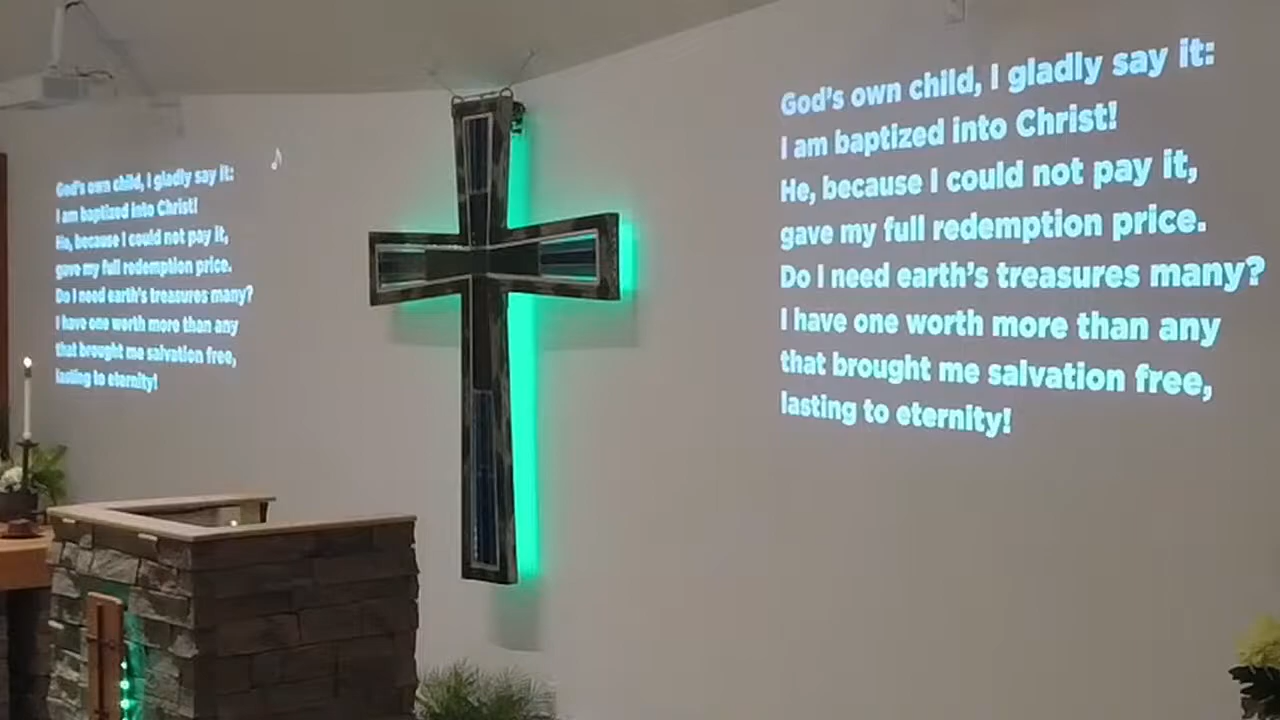 God's own child, I gladly say it:
I am baptized into Christ!
He, because I could not pay it,
gave my full redemption price.
Do I need earth's treasures many?
I have one worth more than any
that brought me salvation free,
lasting to eternity!
God's own child, I gladly say it:
I am baptized into Christ!
He, because I could not pay it,
gave my full redemption price.
Do I need earth's treasures many?
I have one worth more than any
that brought me salvation free,
lasting to eternity!